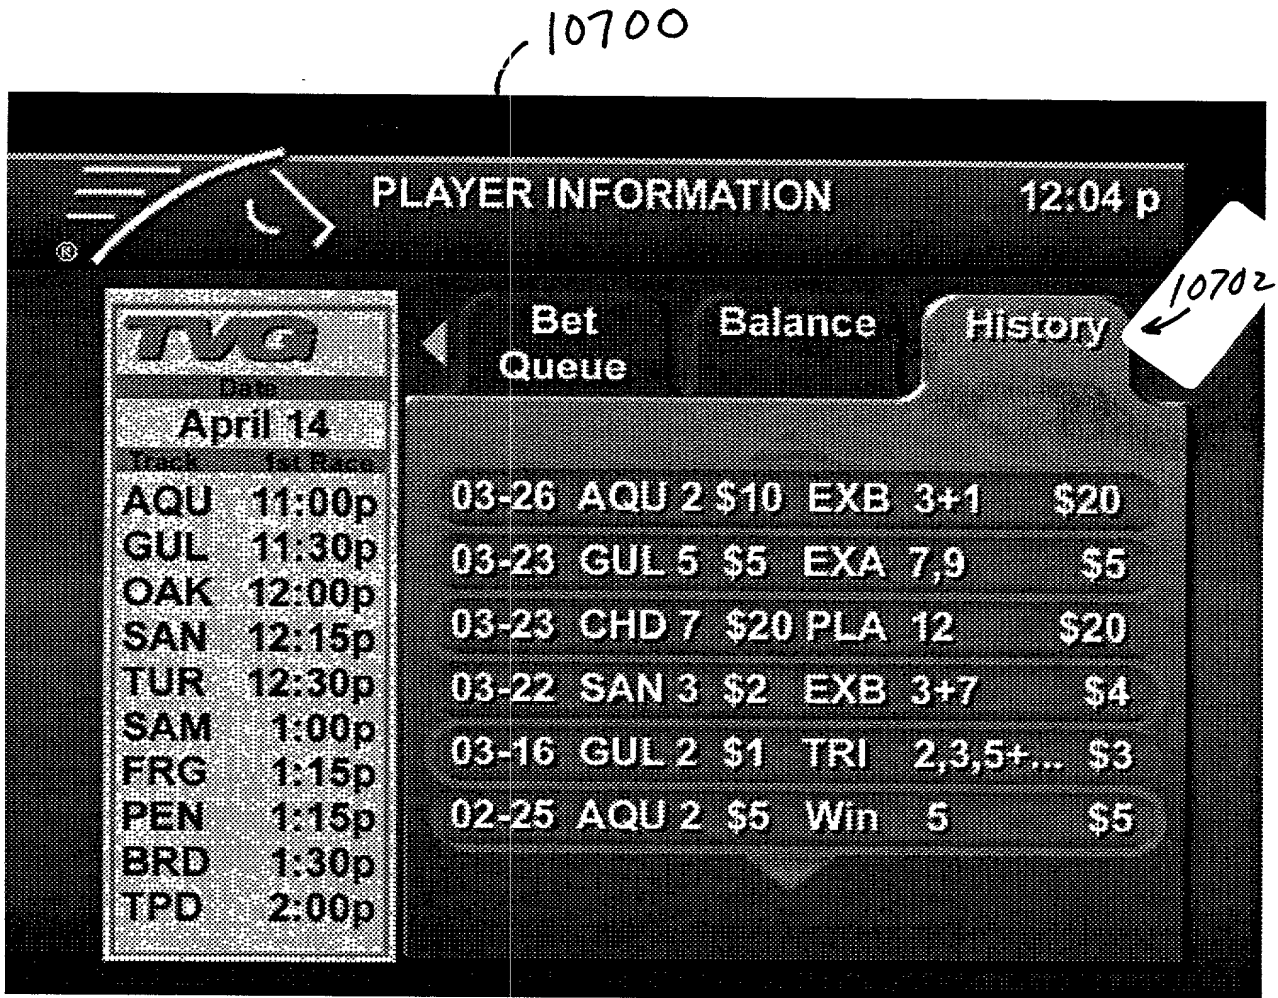 10700
PLAYER INFORMATION 12:04 p
®
10702
Bet Queue
Balance
History
TVG
Date
April 14
Track 1st Race
AQU 11:00p
GUL 11:30p
OAK 12:00p
SAN 12:15p
TUR 12:30p
SAM 1:00p
FRG 1:15p
PEN 1:15p
BRD 1:30p
TPD 2:00p
03-26 AQU 2 $10 EXB 3+1 $20
03-23 GUL 5 $5 EXA 7,9 $5
03-23 CHD 7 $20 PLA 12 $20
03-22 SAN 3 $2 EXB 3+7 $4
03-16 GUL 2 $1 TRI 2,3,5+... $3
02-25 AQU 2 $5 Win 5 $5